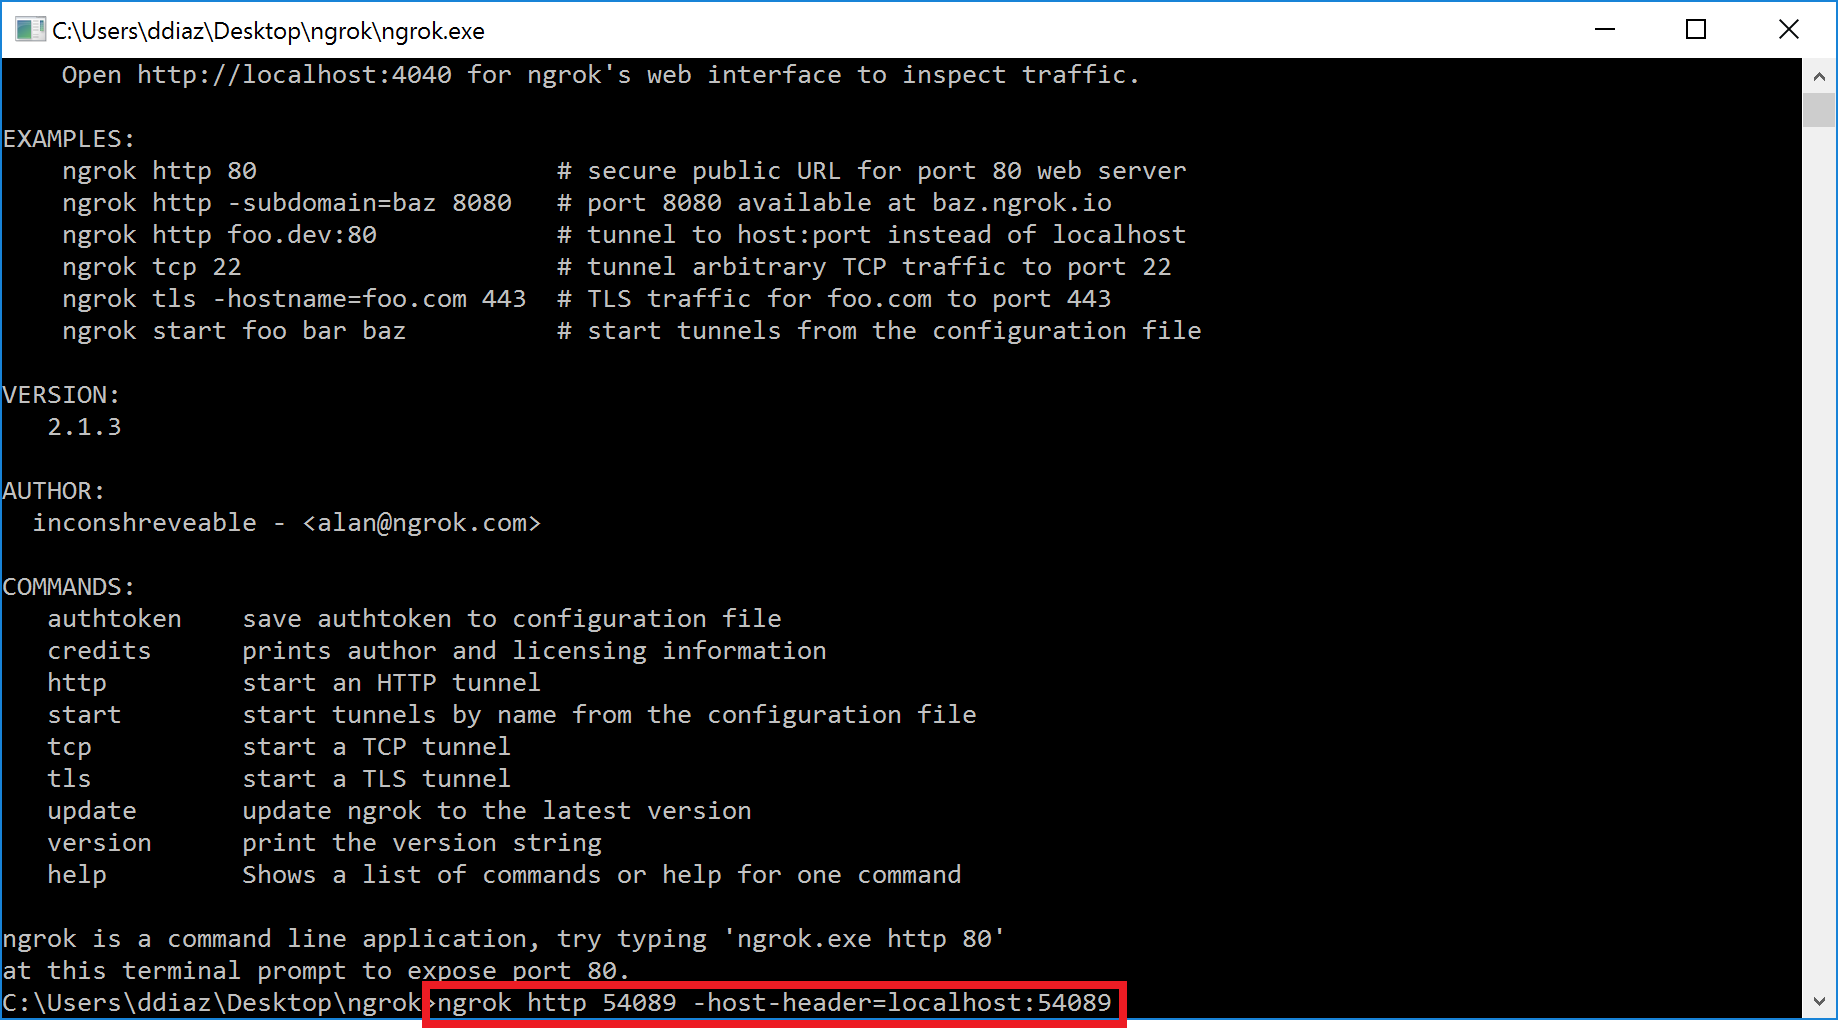 C:\Users\ddiaz\Desktop\ngrok\ngrok.exe
Open http://localhost:4040 for ngrok's web interface to inspect traffic.
EXAMPLES:
ngrok http 80                    # secure public URL for port 80 web server
ngrok http -subdomain=baz 8080   # port 8080 available at baz.ngrok.io
ngrok http foo.dev:80            # tunnel to host:port instead of localhost
ngrok tcp 22                     # tunnel arbitrary TCP traffic to port 22
ngrok tls -hostname=foo.com 443  # TLS traffic for foo.com to port 443
ngrok start foo bar baz          # start tunnels from the configuration file
VERSION:
2.1.3
AUTHOR:
inconshreveable - <alan@ngrok.com>
COMMANDS:
authtoken    save authtoken to configuration file
credits      prints author and licensing information
http         start an HTTP tunnel
start        start tunnels by name from the configuration file
tcp          start a TCP tunnel
tls          start a TLS tunnel
update       update ngrok to the latest version
version      print the version string
help         Shows a list of commands or help for one command
ngrok is a command line application, try typing 'ngrok.exe http 80'
at this terminal prompt to expose port 80.
C:\Users\ddiaz\Desktop\ngrok>ngrok http 54089 -host-header=localhost:54089